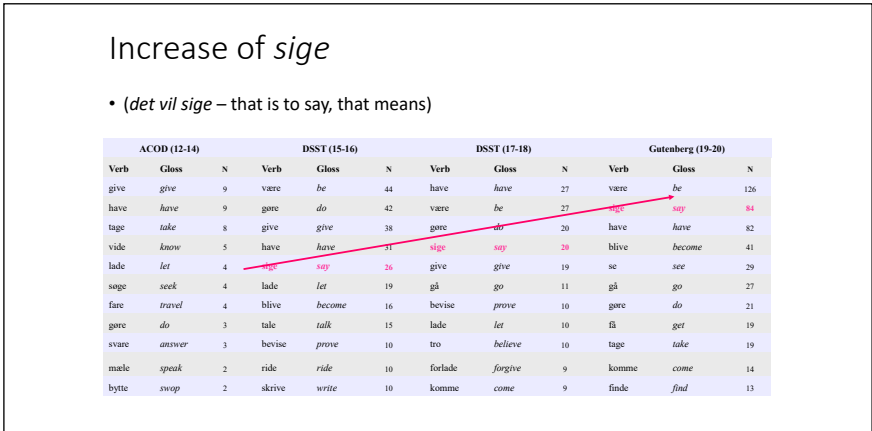 Increase of sige
• (det vil sige – that is to say, that means)
ACOD (12-14) DSST (15-16) DSST (17-18) Gutenberg (19-20)
Verb Gloss N Verb Gloss N Verb Gloss N Verb Gloss N
give give 9 være be 44 have have 27 være be 126
have have 9 gøre do 42 være be 27 sige say 84
tage take 8 give give 38 gøre do 20 have have 82
vide know 5 have have 31 sige say 20 blive become 41
lade let 4 sige say 26 give give 19 se see 29
søge seek 4 lade let 19 gå go 11 gå go 27
fare travel 4 blive become 16 bevise prove 10 gøre do 21
gøre do 3 tale talk 15 lade let 10 få get 19
svare answer 3 bevise prove 10 tro believe 10 tage take 19
mæle speak 2 ride ride 10 forlade forgive 9 komme come 14
bytte swop 2 skrive write 10 komme come 9 finde find 13